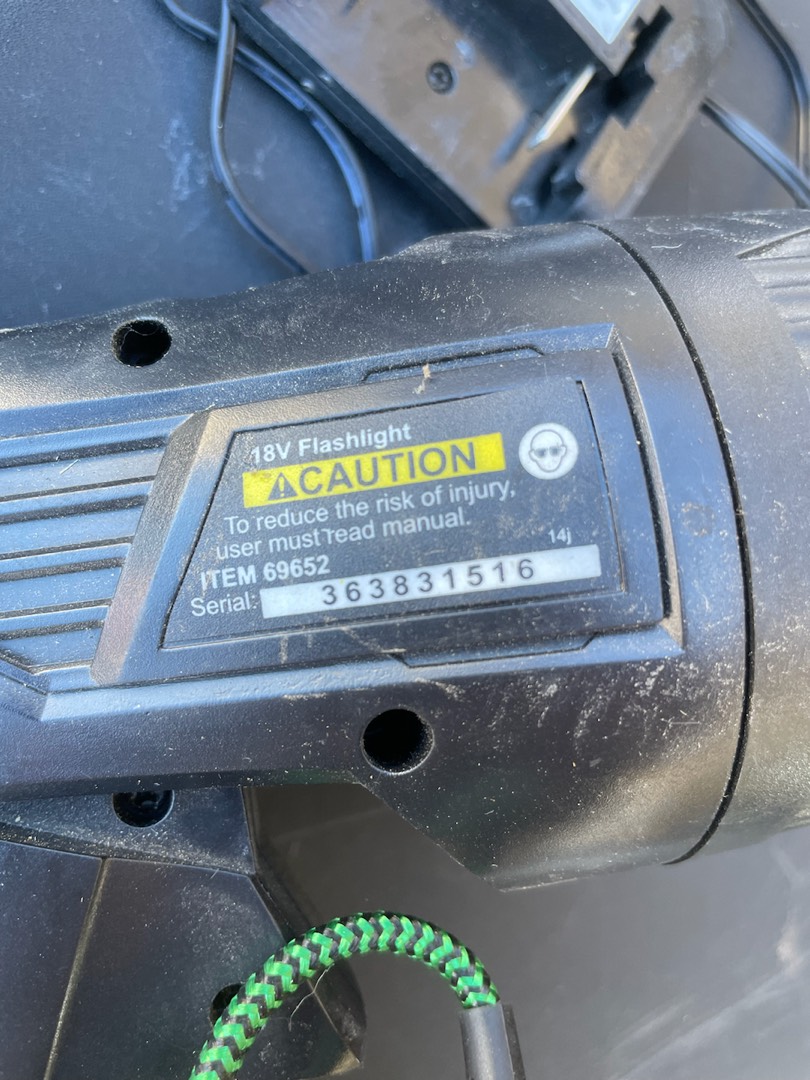 18V Flashlight
CAUTION
To reduce the risk of injury,
user must read manual.
14j
ITEM 69652
Serial: 363831516